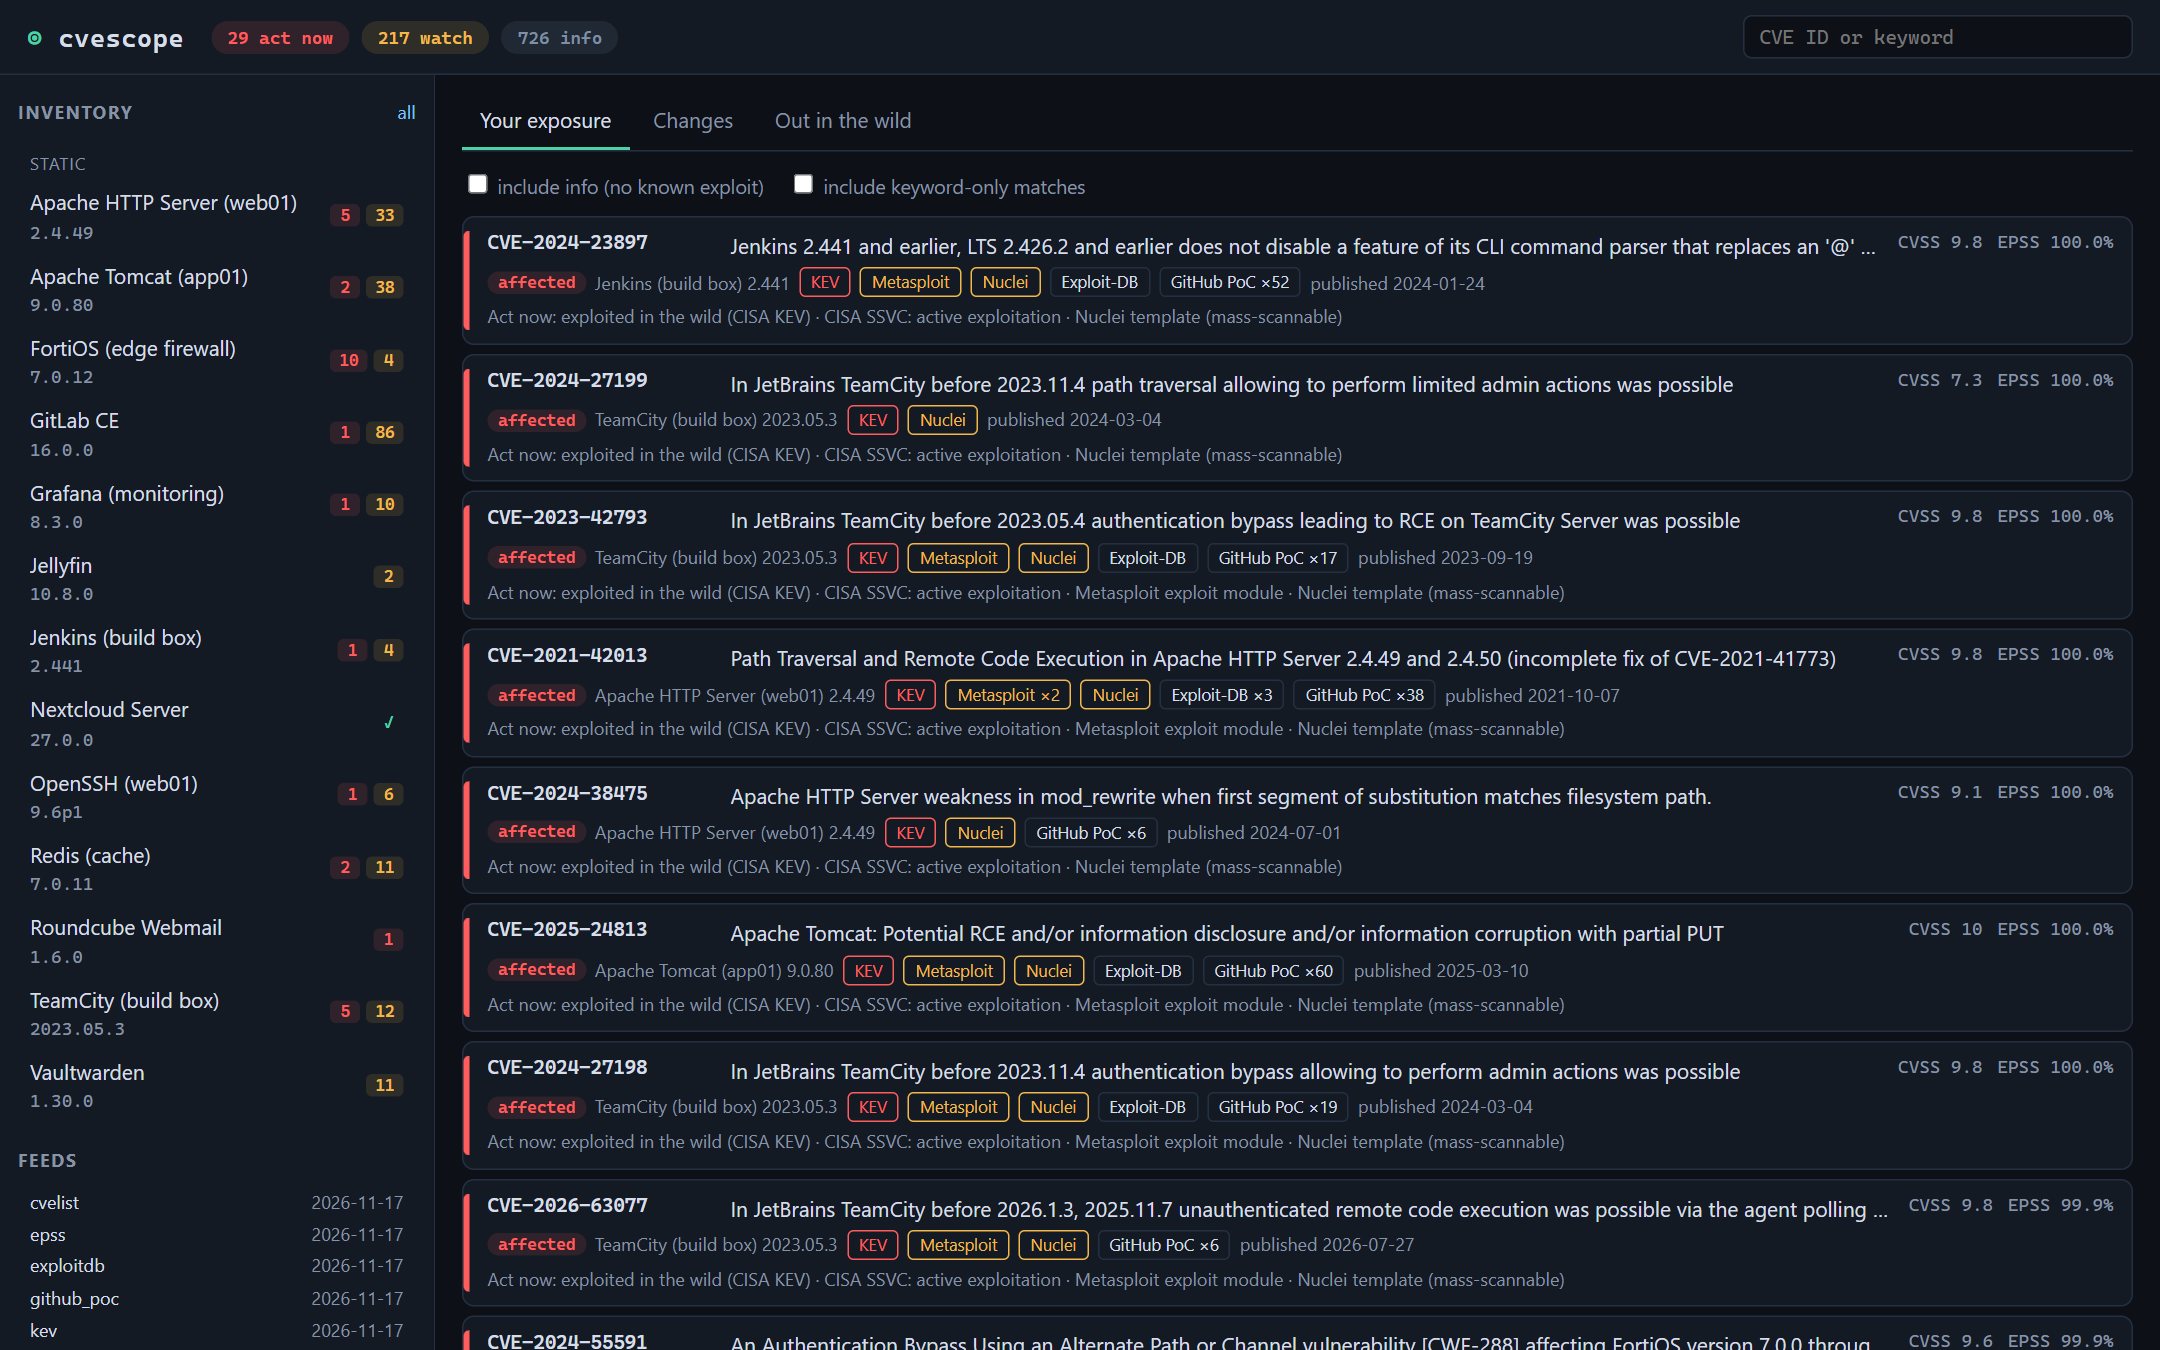 cvescope
29 act now
217 watch
726 info
CVE ID or keyword
INVENTORY
all
STATIC
Apache HTTP Server (web01)
2.4.49
5 33
Apache Tomcat (app01)
9.0.80
2 38
FortiOS (edge firewall)
7.0.12
10 4
GitLab CE
16.0.0
1 86
Grafana (monitoring)
8.3.0
1 10
Jellyfin
10.8.0
2
Jenkins (build box)
2.441
1 4
Nextcloud Server
27.0.0
✓
OpenSSH (web01)
9.6p1
1 6
Redis (cache)
7.0.11
2 11
Roundcube Webmail
1.6.0
1
TeamCity (build box)
2023.05.3
5 12
Vaultwarden
1.30.0
11
FEEDS
cvelist 2026-11-17
epss 2026-11-17
exploitdb 2026-11-17
github_poc 2026-11-17
kev 2026-11-17
Your exposure Changes Out in the wild
include info (no known exploit) include keyword-only matches
CVE-2024-23897 Jenkins 2.441 and earlier, LTS 2.426.2 and earlier does not disable a feature of its CLI command parser that replaces an '@' ... CVSS 9.8 EPSS 100.0%
affected Jenkins (build box) 2.441 KEV Metasploit Nuclei Exploit-DB GitHub PoC ×52 published 2024-01-24
Act now: exploited in the wild (CISA KEV) · CISA SSVC: active exploitation · Nuclei template (mass-scannable)
CVE-2024-27199 In JetBrains TeamCity before 2023.11.4 path traversal allowing to perform limited admin actions was possible CVSS 7.3 EPSS 100.0%
affected TeamCity (build box) 2023.05.3 KEV Nuclei published 2024-03-04
Act now: exploited in the wild (CISA KEV) · CISA SSVC: active exploitation · Nuclei template (mass-scannable)
CVE-2023-42793 In JetBrains TeamCity before 2023.05.4 authentication bypass leading to RCE on TeamCity Server was possible CVSS 9.8 EPSS 100.0%
affected TeamCity (build box) 2023.05.3 KEV Metasploit Nuclei Exploit-DB GitHub PoC ×17 published 2023-09-19
Act now: exploited in the wild (CISA KEV) · CISA SSVC: active exploitation · Metasploit exploit module · Nuclei template (mass-scannable)
CVE-2021-42013 Path Traversal and Remote Code Execution in Apache HTTP Server 2.4.49 and 2.4.50 (incomplete fix of CVE-2021-41773) CVSS 9.8 EPSS 100.0%
affected Apache HTTP Server (web01) 2.4.49 KEV Metasploit ×2 Nuclei Exploit-DB ×3 GitHub PoC ×38 published 2021-10-07
Act now: exploited in the wild (CISA KEV) · CISA SSVC: active exploitation · Metasploit exploit module · Nuclei template (mass-scannable)
CVE-2024-38475 Apache HTTP Server weakness in mod_rewrite when first segment of substitution matches filesystem path. CVSS 9.1 EPSS 100.0%
affected Apache HTTP Server (web01) 2.4.49 KEV Nuclei GitHub PoC ×6 published 2024-07-01
Act now: exploited in the wild (CISA KEV) · CISA SSVC: active exploitation · Nuclei template (mass-scannable)
CVE-2025-24813 Apache Tomcat: Potential RCE and/or information disclosure and/or information corruption with partial PUT CVSS 10 EPSS 100.0%
affected Apache Tomcat (app01) 9.0.80 KEV Metasploit Nuclei Exploit-DB GitHub PoC ×60 published 2025-03-10
Act now: exploited in the wild (CISA KEV) · CISA SSVC: active exploitation · Metasploit exploit module · Nuclei template (mass-scannable)
CVE-2024-27198 In JetBrains TeamCity before 2023.11.4 authentication bypass allowing to perform admin actions was possible CVSS 9.8 EPSS 100.0%
affected TeamCity (build box) 2023.05.3 KEV Metasploit Nuclei Exploit-DB GitHub PoC ×19 published 2024-03-04
Act now: exploited in the wild (CISA KEV) · CISA SSVC: active exploitation · Metasploit exploit module · Nuclei template (mass-scannable)
CVE-2026-63077 In JetBrains TeamCity before 2026.1.3, 2025.11.7 unauthenticated remote code execution was possible via the agent polling ... CVSS 9.8 EPSS 99.9%
affected TeamCity (build box) 2023.05.3 KEV Metasploit Nuclei GitHub PoC ×6 published 2026-07-27
Act now: exploited in the wild (CISA KEV) · CISA SSVC: active exploitation · Metasploit exploit module · Nuclei template (mass-scannable)
CVE-2024-55591 An Authentication Bypass Using an Alternate Path or Channel vulnerability [CWE-288] affecting FortiOS version 7.0.0 throug... CVSS 9.6 EPSS 99.9%